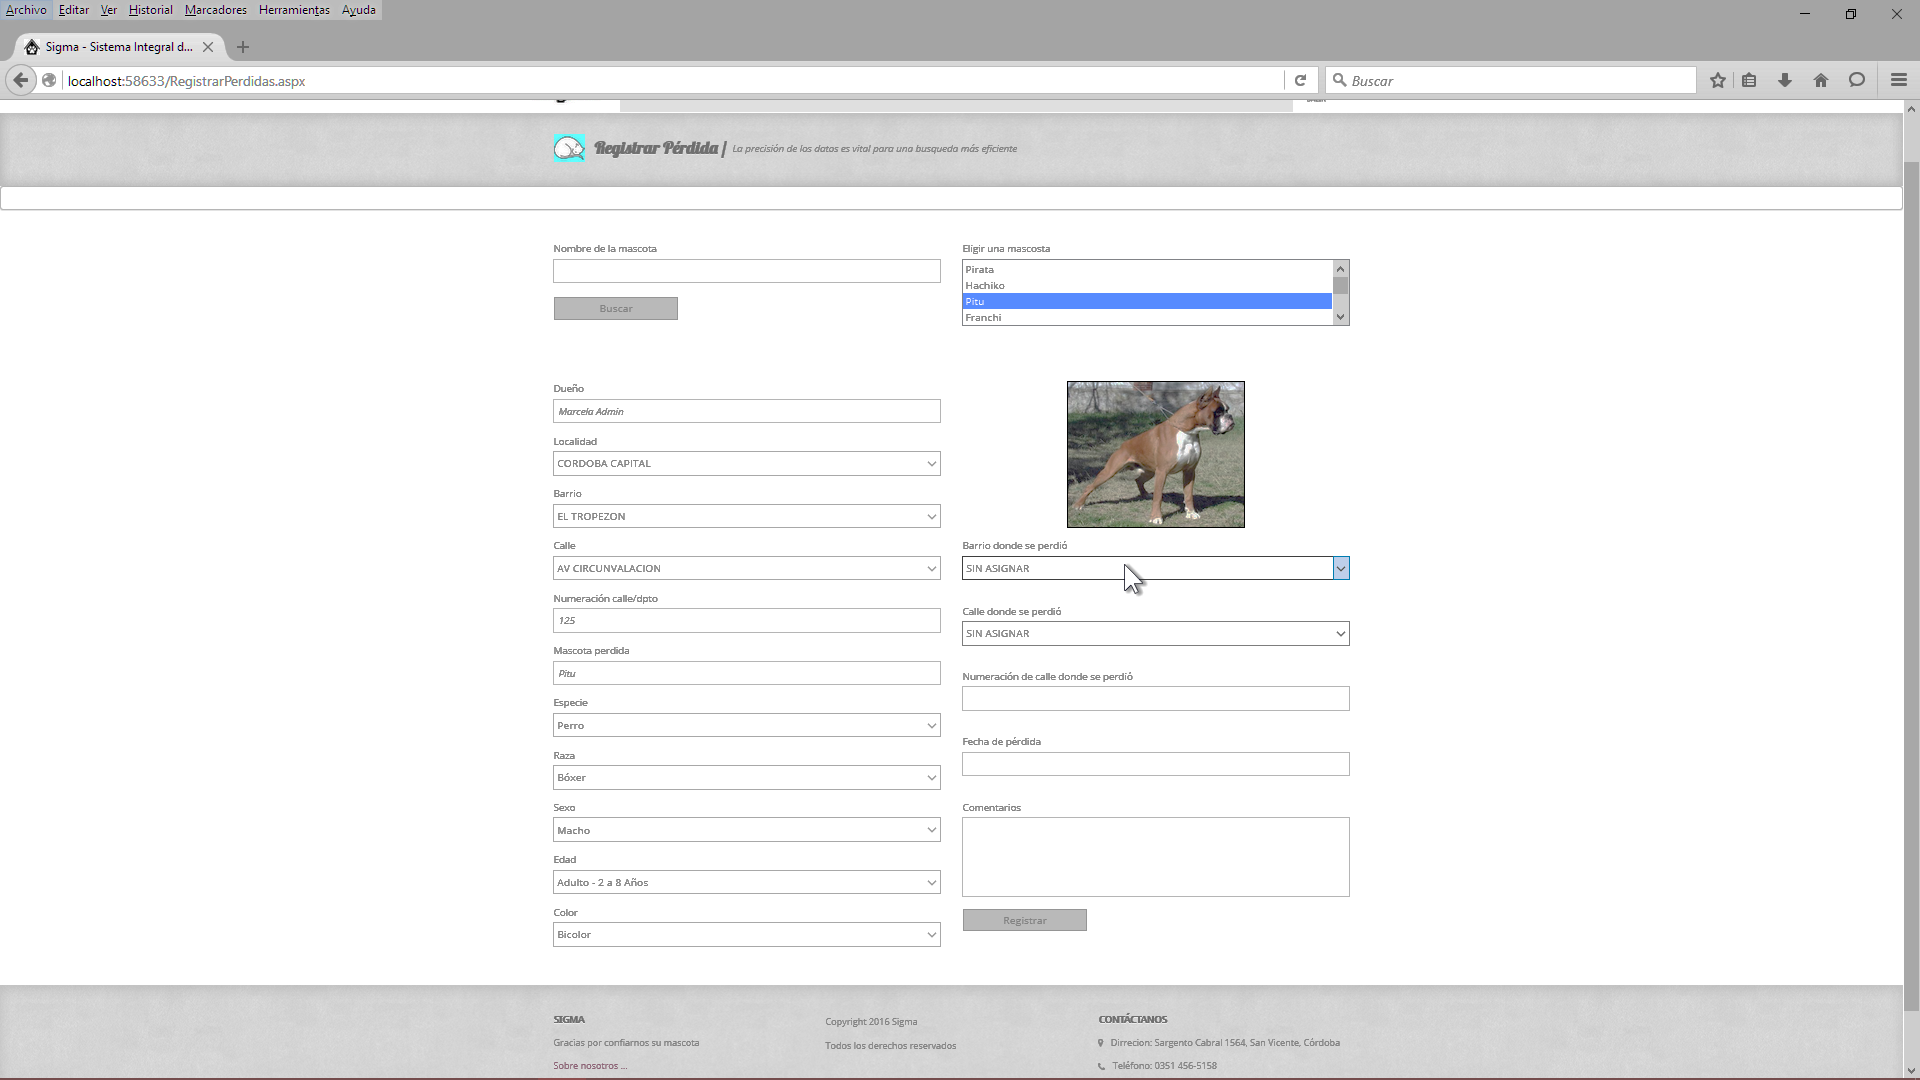 Archivo Editar Ver Historial Marcadores Herramientas Ayuda
Sigma - Sistema Integral d...
localhost:58633/RegistrarPerdidas.aspx
Buscar
Registrar Pérdida | La precisión de los datos es vital para una busqueda más eficiente
Nombre de la mascota
Buscar
Eligir una mascosta
Pirata
Hachiko
Pitu
Franchi
Dueño
Marcela Admin
Localidad
CORDOBA CAPITAL
Barrio
EL TROPEZON
Calle
AV CIRCUNVALACION
Numeración calle/dpto
125
Mascota perdida
Pitu
Especie
Perro
Raza
Bóxer
Sexo
Macho
Edad
Adulto - 2 a 8 Años
Color
Bicolor
Barrio donde se perdió
SIN ASIGNAR
Calle donde se perdió
SIN ASIGNAR
Numeración de calle donde se perdió
Fecha de pérdida
Comentarios
Registrar
SIGMA
Gracias por confiarnos su mascota
Sobre nosotros ...
Copyright 2016 Sigma
Todos los derechos reservados
CONTÁCTANOS
Dirrecion: Sargento Cabral 1564, San Vicente, Córdoba
Teléfono: 0351 456-5158